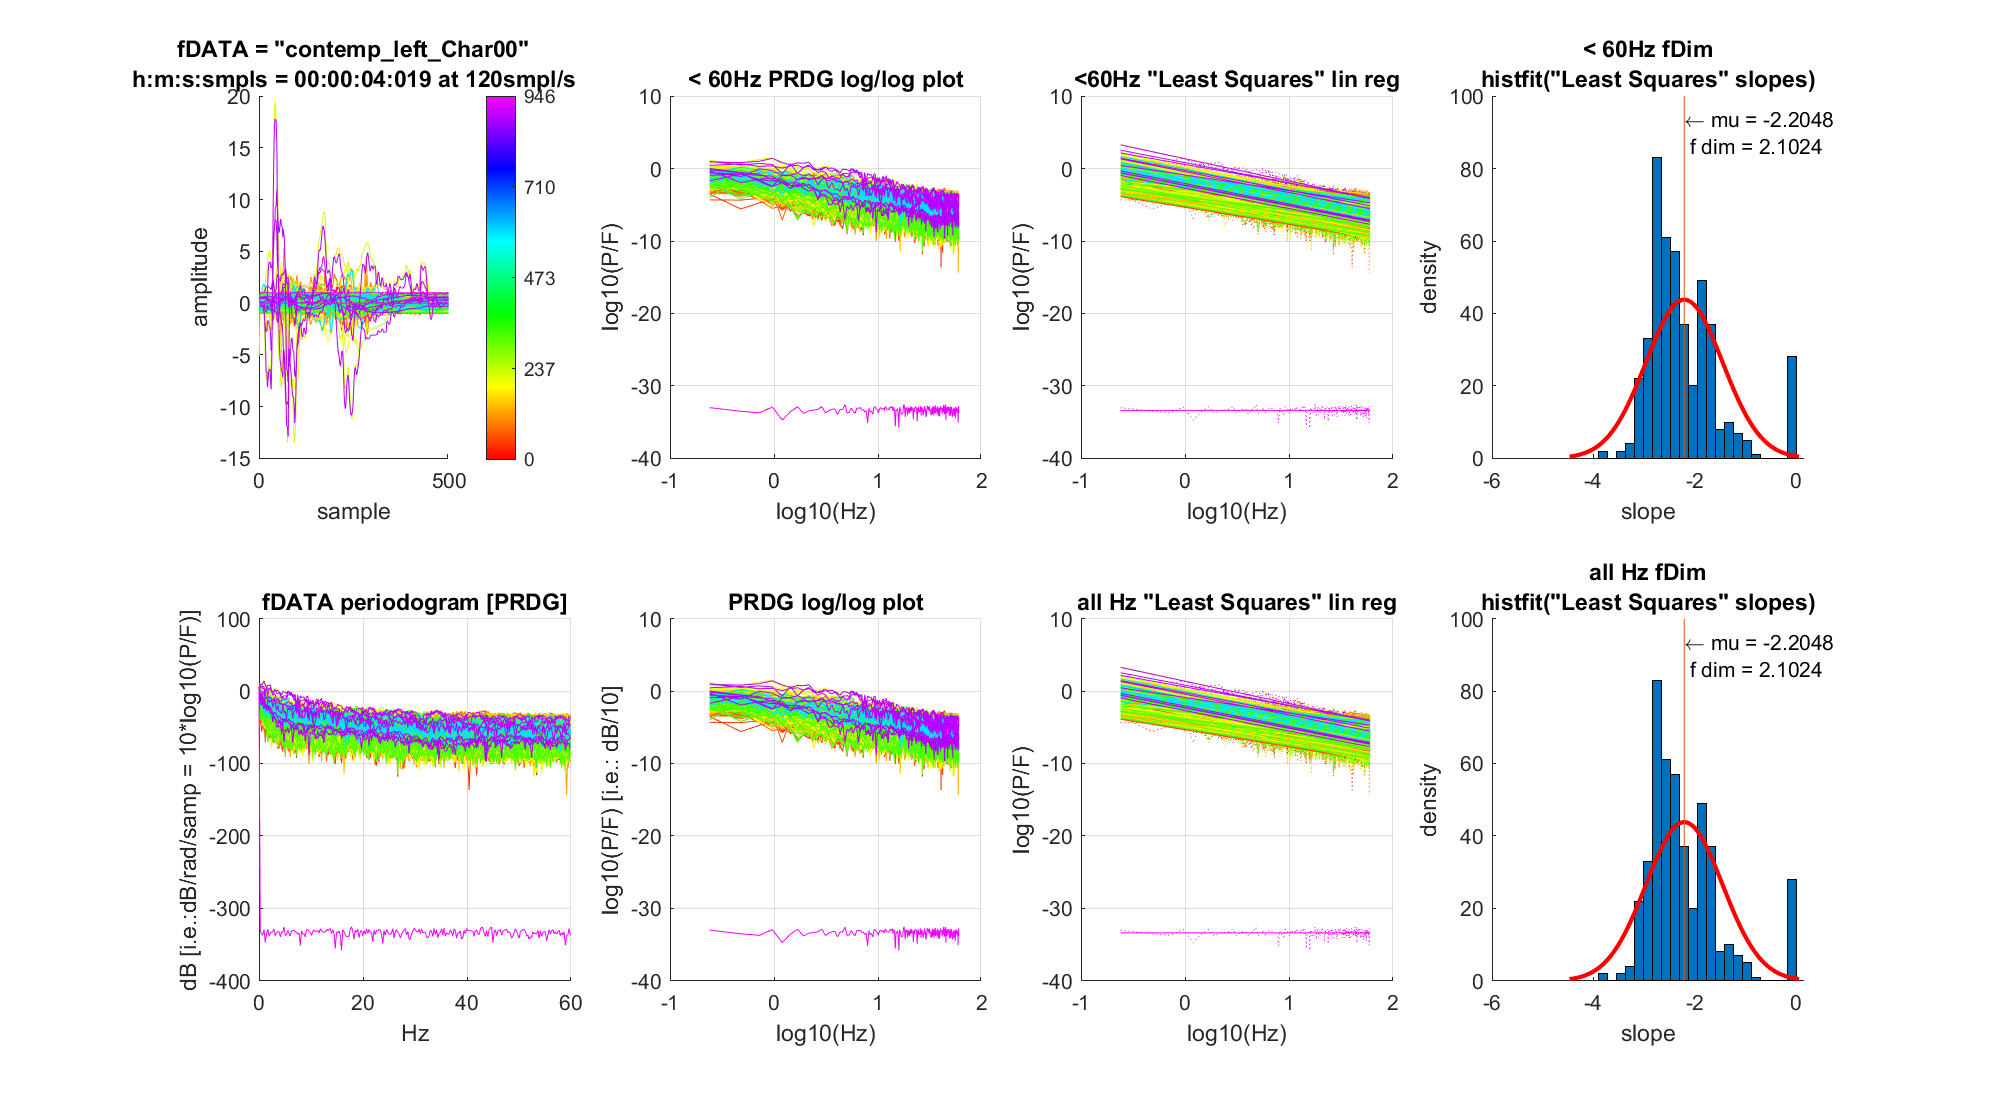 fDATA = "contemp_left_Char00"
h:m:s:smpls = 00:00:04:019 at 120smpl/s
20
15
10
5
0
-5
-10
-15
amplitude
0
500
sample
946
710
473
237
0
< 60Hz PRDG log/log plot
10
0
-10
-20
-30
-40
log10(P/F)
-1
0
1
2
log10(Hz)
<60Hz "Least Squares" lin reg
10
0
-10
-20
-30
-40
log10(P/F)
-1
0
1
2
log10(Hz)
< 60Hz fDim
histfit("Least Squares" slopes)
100
80
60
40
20
0
density
← mu = -2.2048
f dim = 2.1024
-6
-4
-2
0
slope
fDATA periodogram [PRDG]
100
0
-100
-200
-300
-400
dB [i.e.:dB/rad/samp = 10*log10(P/F)]
0
20
40
60
Hz
PRDG log/log plot
10
0
-10
-20
-30
-40
log10(P/F) [i.e.: dB/10]
-1
0
1
2
log10(Hz)
all Hz "Least Squares" lin reg
10
0
-10
-20
-30
-40
log10(P/F)
-1
0
1
2
log10(Hz)
all Hz fDim
histfit("Least Squares" slopes)
100
80
60
40
20
0
density
← mu = -2.2048
f dim = 2.1024
-6
-4
-2
0
slope